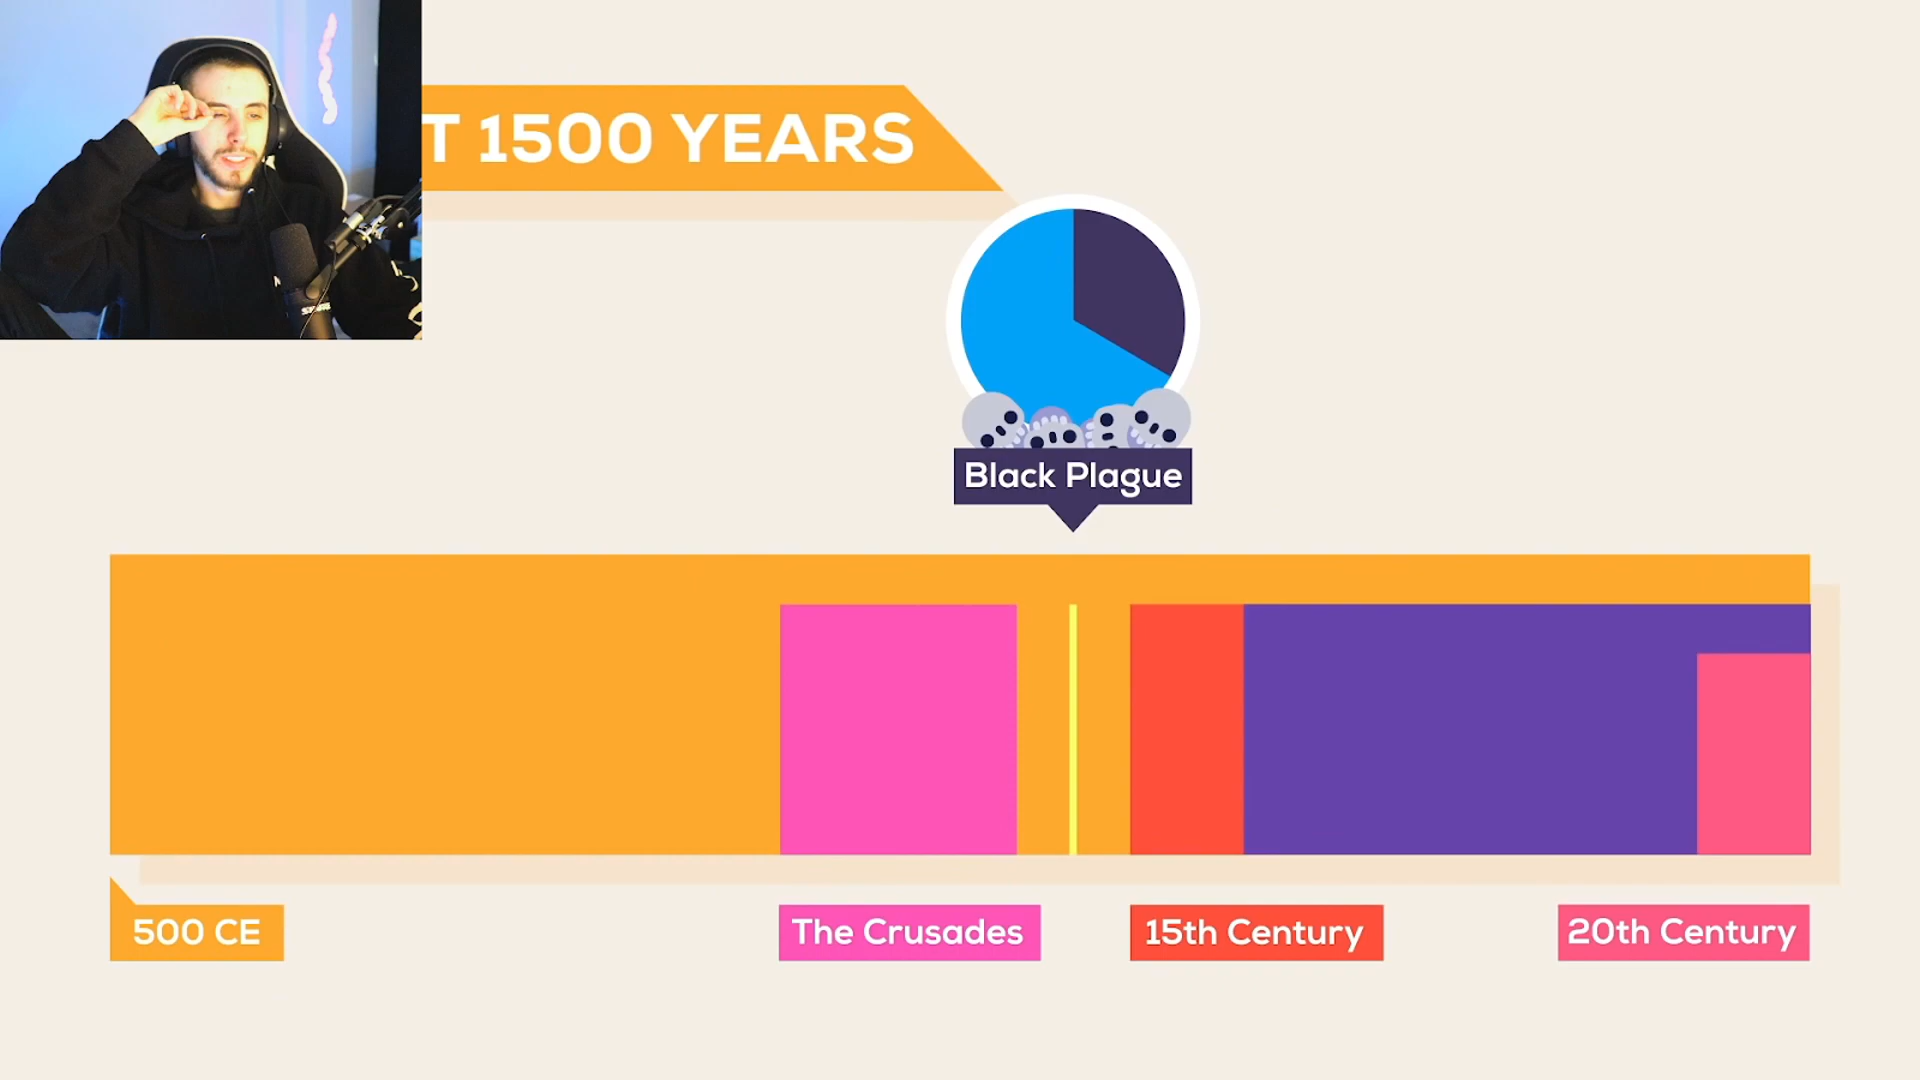 T 1500 YEARS
Black Plague
500 CE
The Crusades
15th Century
20th Century